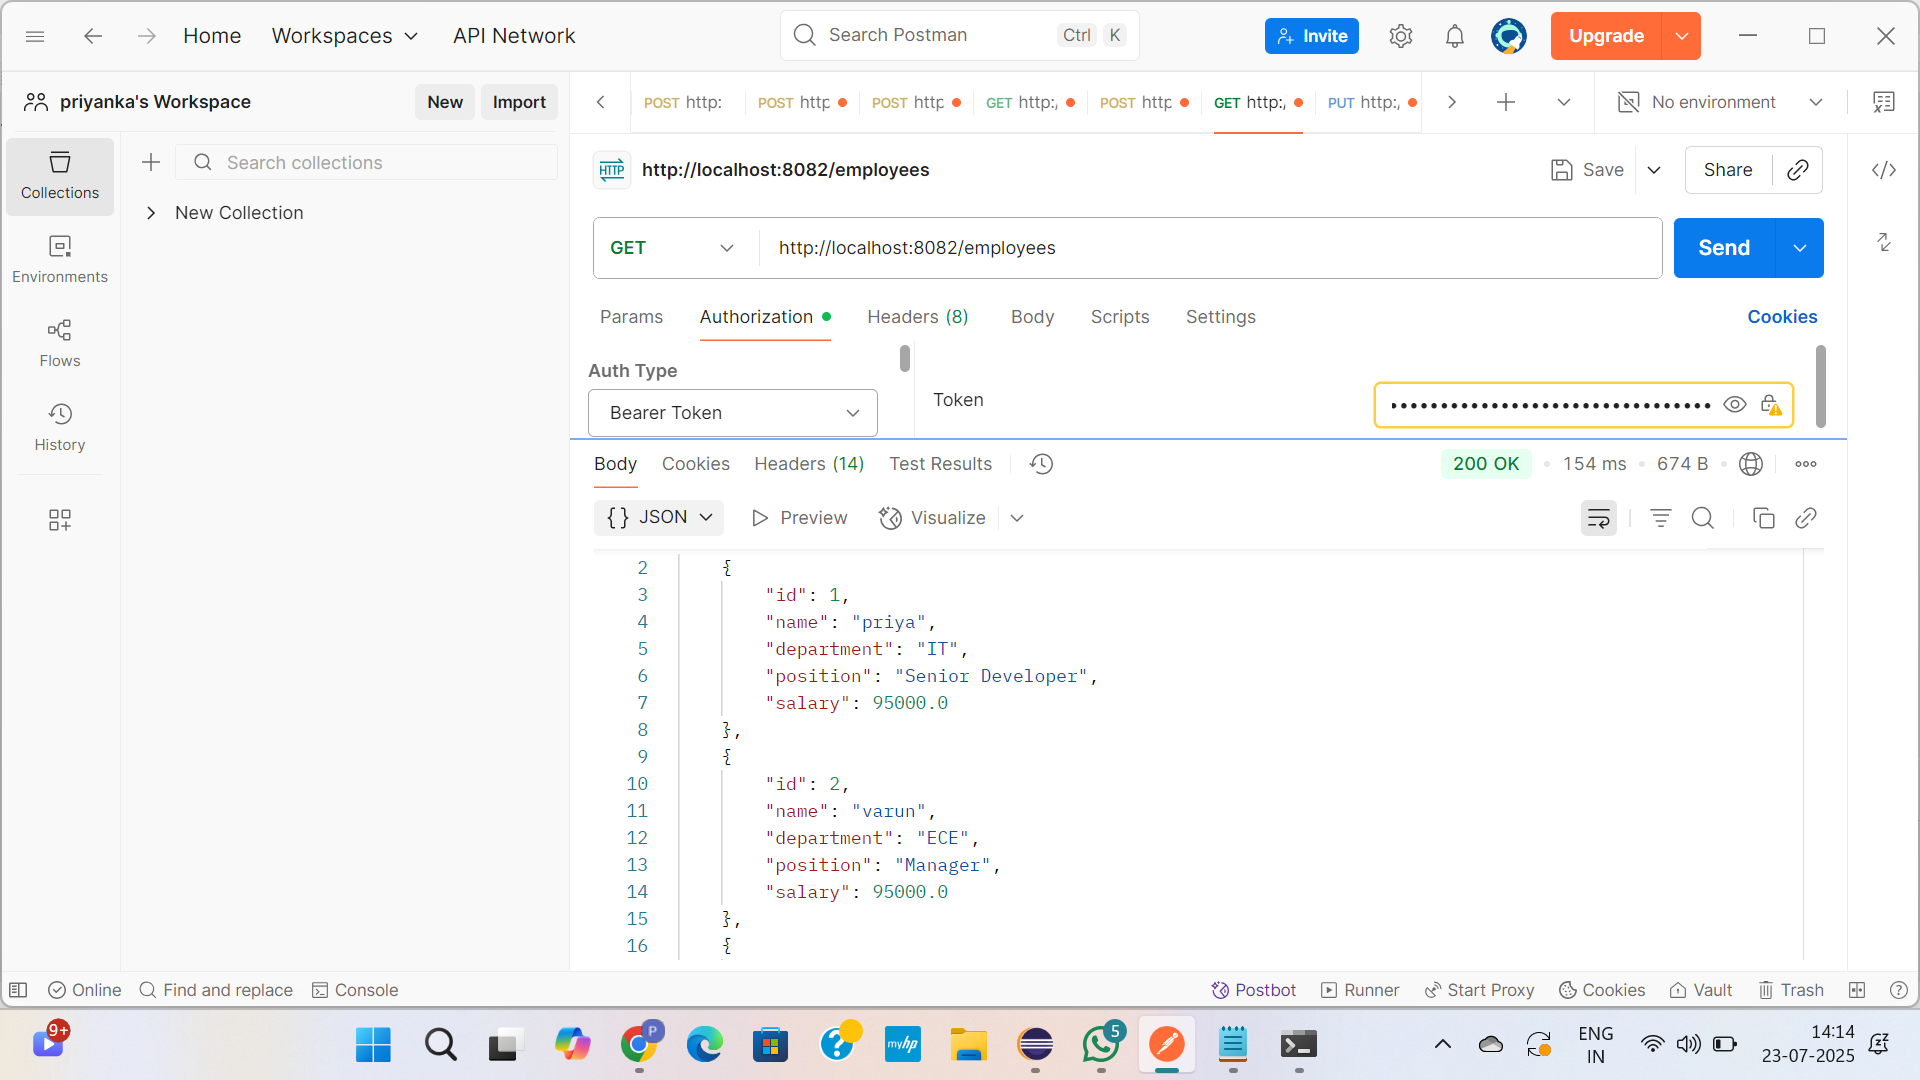 Home
Workspaces
API Network
Search Postman
Ctrl
K
Invite
Upgrade
priyanka's Workspace
New
Import
POST http:
POST http
POST http
GET http:/
POST http
GET http:/
PUT http:/
No environment
Collections
Environments
Flows
History
Search collections
New Collection
HTTP
http://localhost:8082/employees
Save
Share
GET
http://localhost:8082/employees
Send
Params
Authorization
Headers (8)
Body
Scripts
Settings
Cookies
Auth Type
Bearer Token
Token
Body
Cookies
Headers (14)
Test Results
200 OK
154 ms
674 B
{} JSON
Preview
Visualize
2 {
3 "id": 1,
4 "name": "priya",
5 "department": "IT",
6 "position": "Senior Developer",
7 "salary": 95000.0
8 },
9 {
10 "id": 2,
11 "name": "varun",
12 "department": "ECE",
13 "position": "Manager",
14 "salary": 95000.0
15 },
16 {
Online
Find and replace
Console
Postbot
Runner
Start Proxy
Cookies
Vault
Trash
9+
P
myhp
5
ENG
IN
14:14
23-07-2025